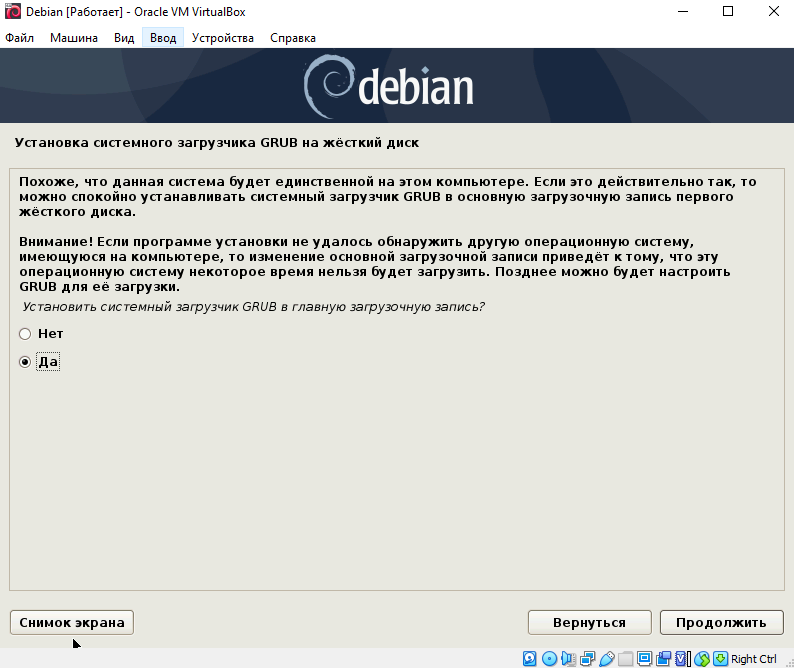 Debian [Работает] - Oracle VM VirtualBox
Файл Машина Вид Ввод Устройства Справка
debian
Установка системного загрузчика GRUB на жёсткий диск
Похоже, что данная система будет единственной на этом компьютере. Если это действительно так, то
можно спокойно устанавливать системный загрузчик GRUB в основную загрузочную запись первого
жёсткого диска.
Внимание! Если программе установки не удалось обнаружить другую операционную систему,
имеющуюся на компьютере, то изменение основной загрузочной записи приведёт к тому, что эту
операционную систему некоторое время нельзя будет загрузить. Позднее можно будет настроить
GRUB для её загрузки.
Установить системный загрузчик GRUB в главную загрузочную запись?
Нет
Да
Снимок экрана Вернуться Продолжить
Right Ctrl